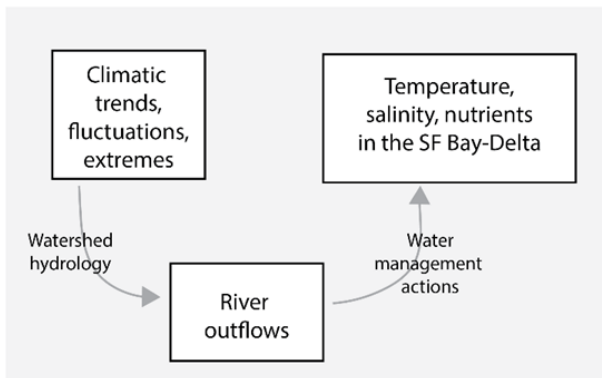 Climatic
trends,
fluctuations,
extremes
Temperature,
salinity, nutrients
in the SF Bay-Delta
Watershed
hydrology
Water
management
actions
River
outflows